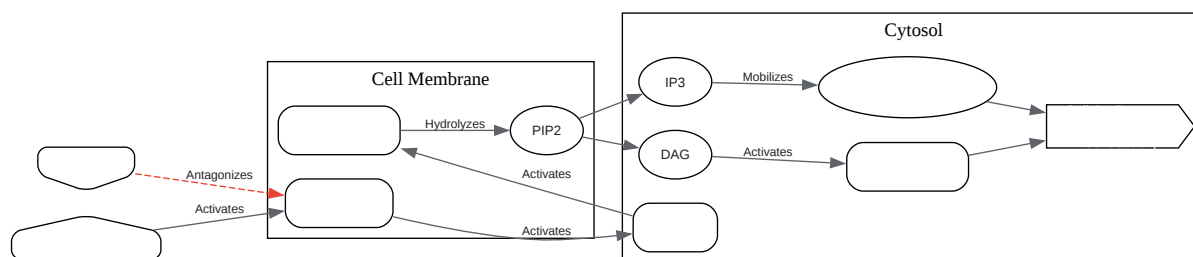 Cytosol
Cell Membrane
IP3
Mobilizes
Hydrolyzes
PIP2
DAG
Activates
Antagonizes
Activates
Activates
Activates